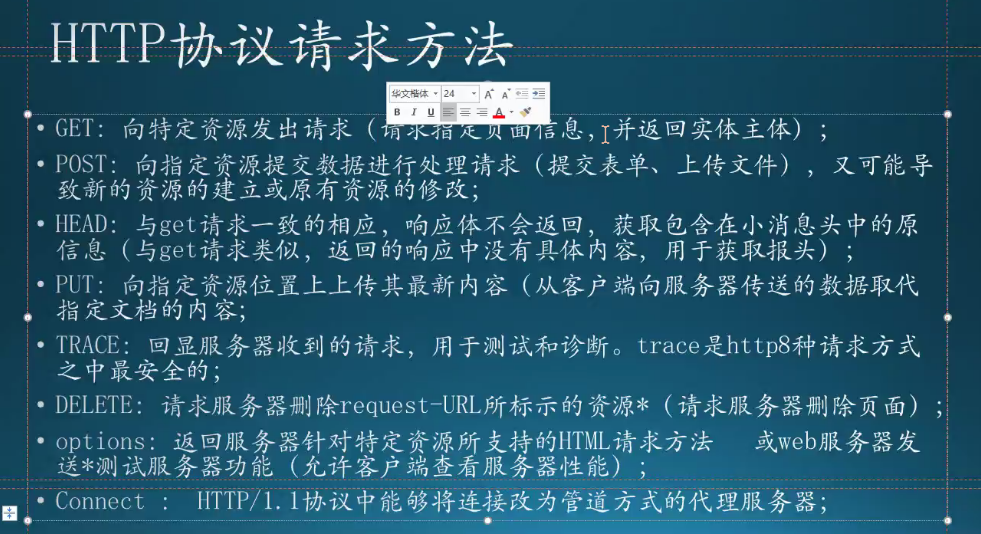 HTTP协议请求方法
华文楷体 24
B I U A
• GET: 向特定资源发出请求（请求指定页面信息，并返回实体主体）;
• POST: 向指定资源提交数据进行处理请求（提交表单、上传文件）, 又可能导
致新的资源的建立或原有资源的修改;
• HEAD: 与get请求一致的相应, 响应体不会返回, 获取包含在小消息头中的原
信息（与get请求类似, 返回的响应中没有具体内容, 用于获取报头）;
• PUT: 向指定资源位置上上传其最新内容（从客户端向服务器传送的数据取代
指定文档的内容;
• TRACE: 回显服务器收到的请求, 用于测试和诊断。trace是http8种请求方式
之中最安全的;
• DELETE: 请求服务器删除request-URL所标示的资源*（请求服务器删除页面）;
• options: 返回服务器针对特定资源所支持的HTML请求方法 或web服务器发
送*测试服务器功能（允许客户端查看服务器性能）;
• Connect : HTTP/1.1协议中能够将连接改为管道方式的代理服务器;